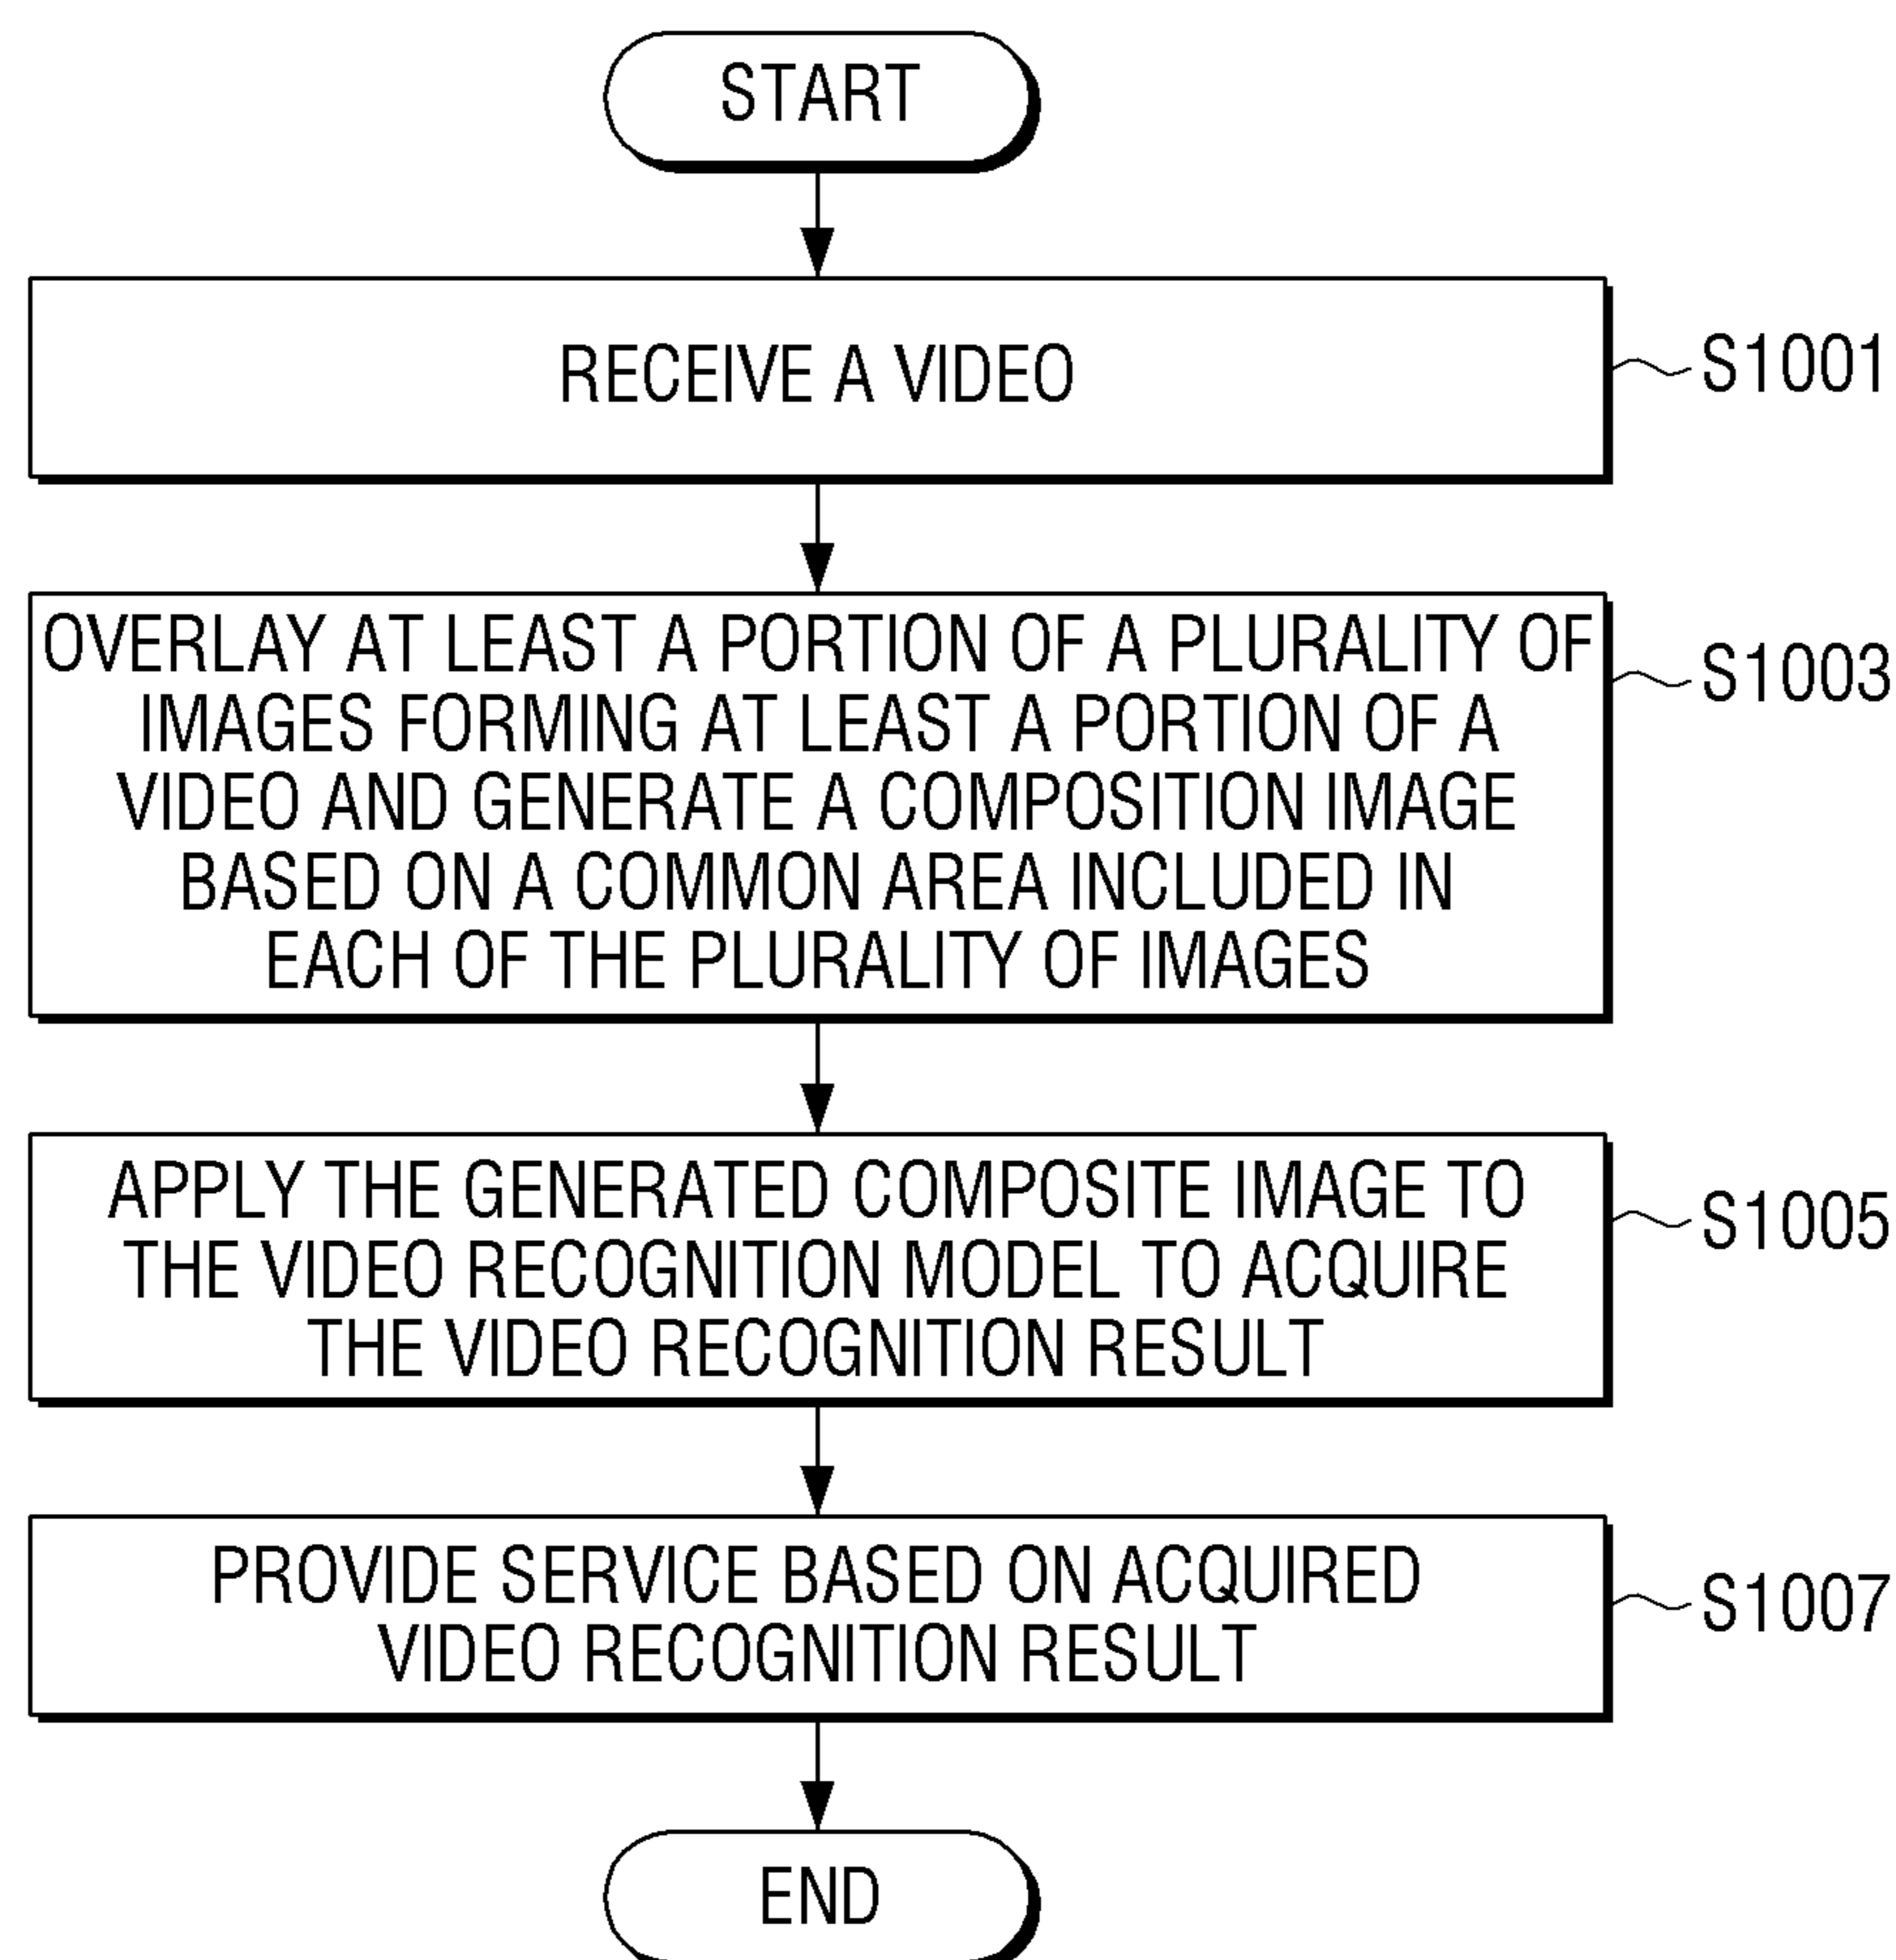 START
RECEIVE A VIDEO
S1001
OVERLAY AT LEAST A PORTION OF A PLURALITY OF
IMAGES FORMING AT LEAST A PORTION OF A
VIDEO AND GENERATE A COMPOSITION IMAGE
BASED ON A COMMON AREA INCLUDED IN
EACH OF THE PLURALITY OF IMAGES
S1003
APPLY THE GENERATED COMPOSITE IMAGE TO
THE VIDEO RECOGNITION MODEL TO ACQUIRE
THE VIDEO RECOGNITION RESULT
S1005
PROVIDE SERVICE BASED ON ACQUIRED
VIDEO RECOGNITION RESULT
S1007
END